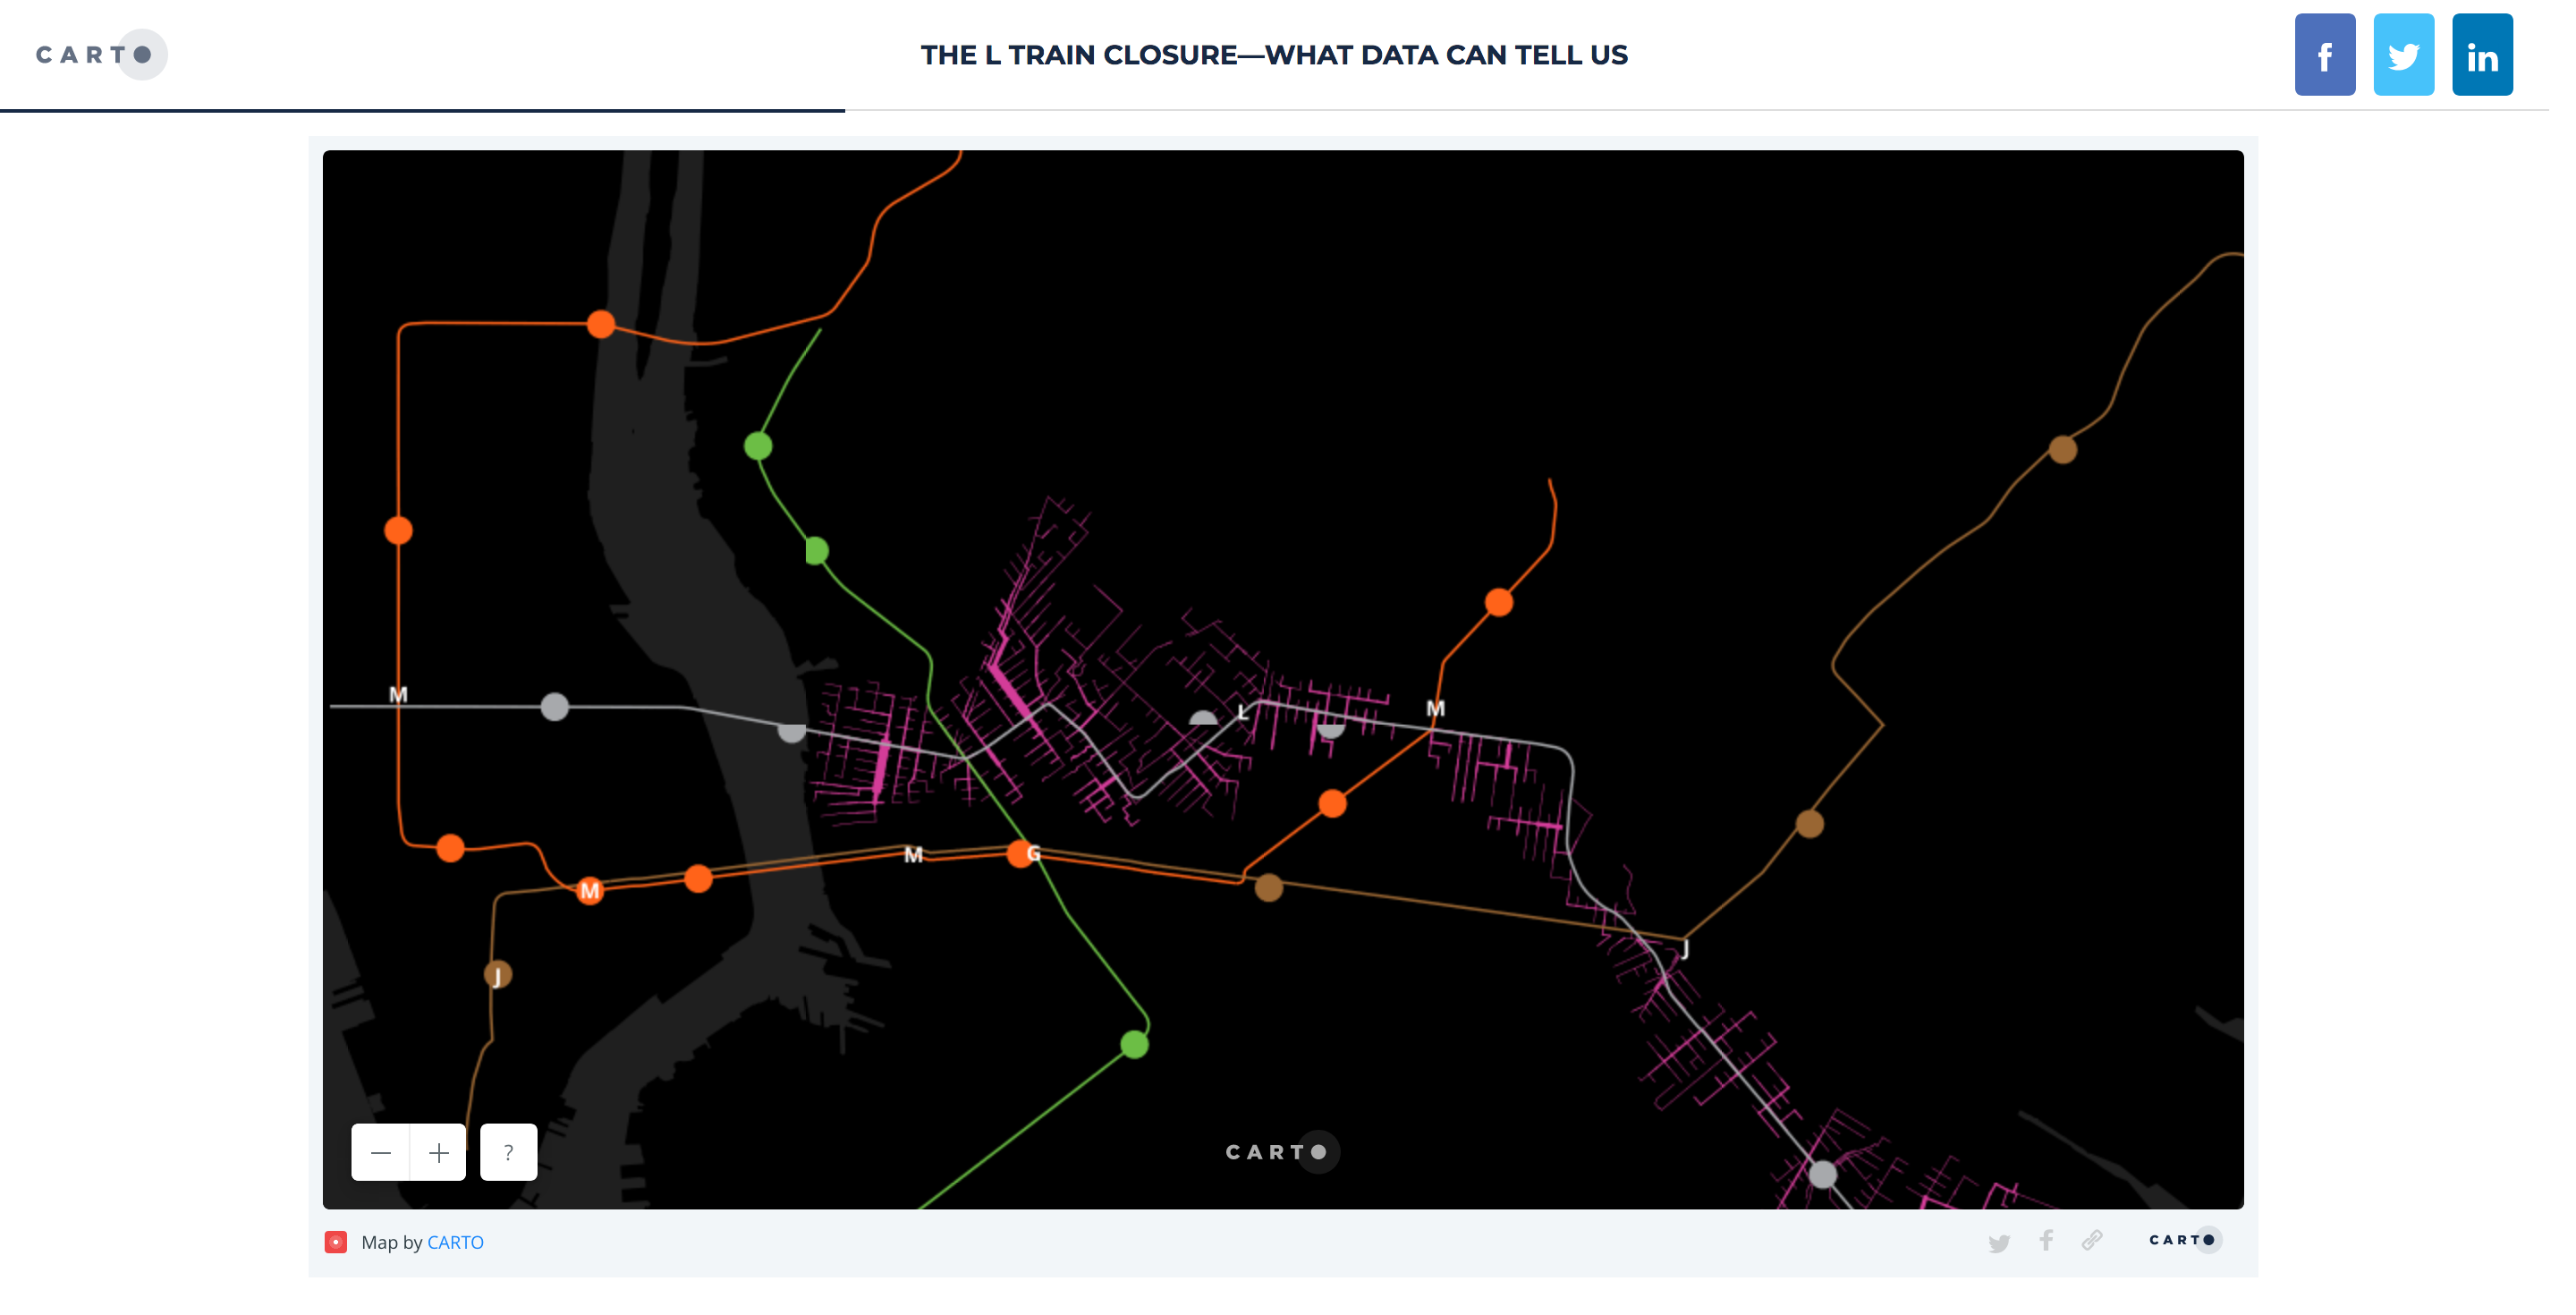 CARTO
THE L TRAIN CLOSURE—WHAT DATA CAN TELL US
f
in
M
L
M
M
G
M
J
J
— + ?
CARTO
Map by CARTO
f
CARTO